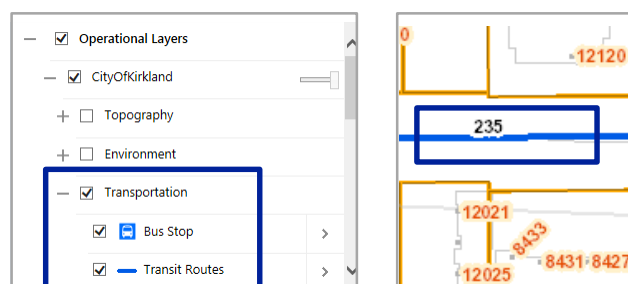 Operational Layers
CityOfKirkland
Topography
Environment
Transportation
Bus Stop
Transit Routes
0
12120
235
12021
8433
8431
8427
12025